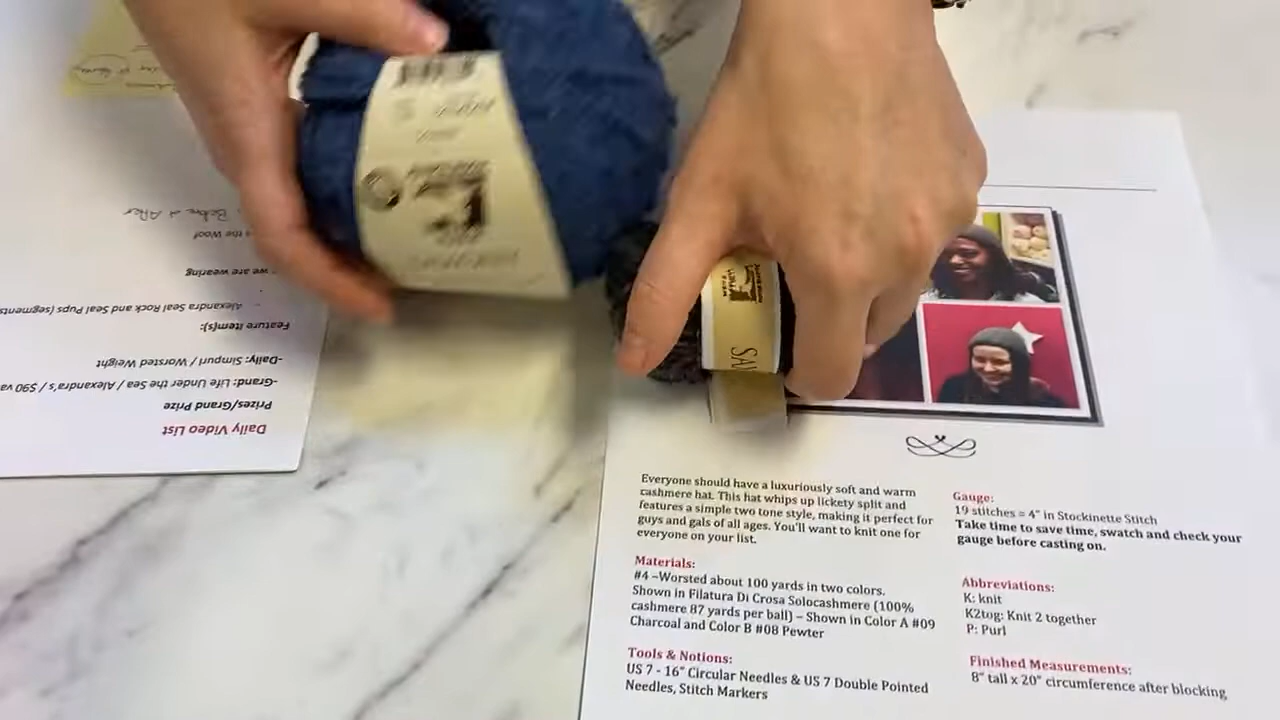 Everyone should have a luxuriously soft and warm
cashmere hat. This hat whips up lickety split and
features a simple two tone style, making it perfect for
guys and gals of all ages. You'll want to knit one for
everyone on your list.
Materials:
#4 –Worsted about 100 yards in two colors.
Shown in Filatura Di Crosa Solocashmere (100%
cashmere 87 yards per ball) – Shown in Color A #09
Charcoal and Color B #08 Pewter
Tools & Notions:
US 7 - 16" Circular Needles & US 7 Double Pointed
Needles, Stitch Markers
Gauge:
19 stitches = 4" in Stockinette Stitch
Take time to save time, swatch and check your
gauge before casting on.
Abbreviations:
K: knit
K2tog: Knit 2 together
P: Purl
Finished Measurements:
8" tall x 20" circumference after blocking
Daily Video List
Prizes/Grand Prize
-Grand: Life Under the Sea / Alexandra's / $90
-Daily: Simpurl / Worsted Weight
Feature item(s):
Alexandra Seal Rock and Seal Pups (segments
we are wearing
the Woof